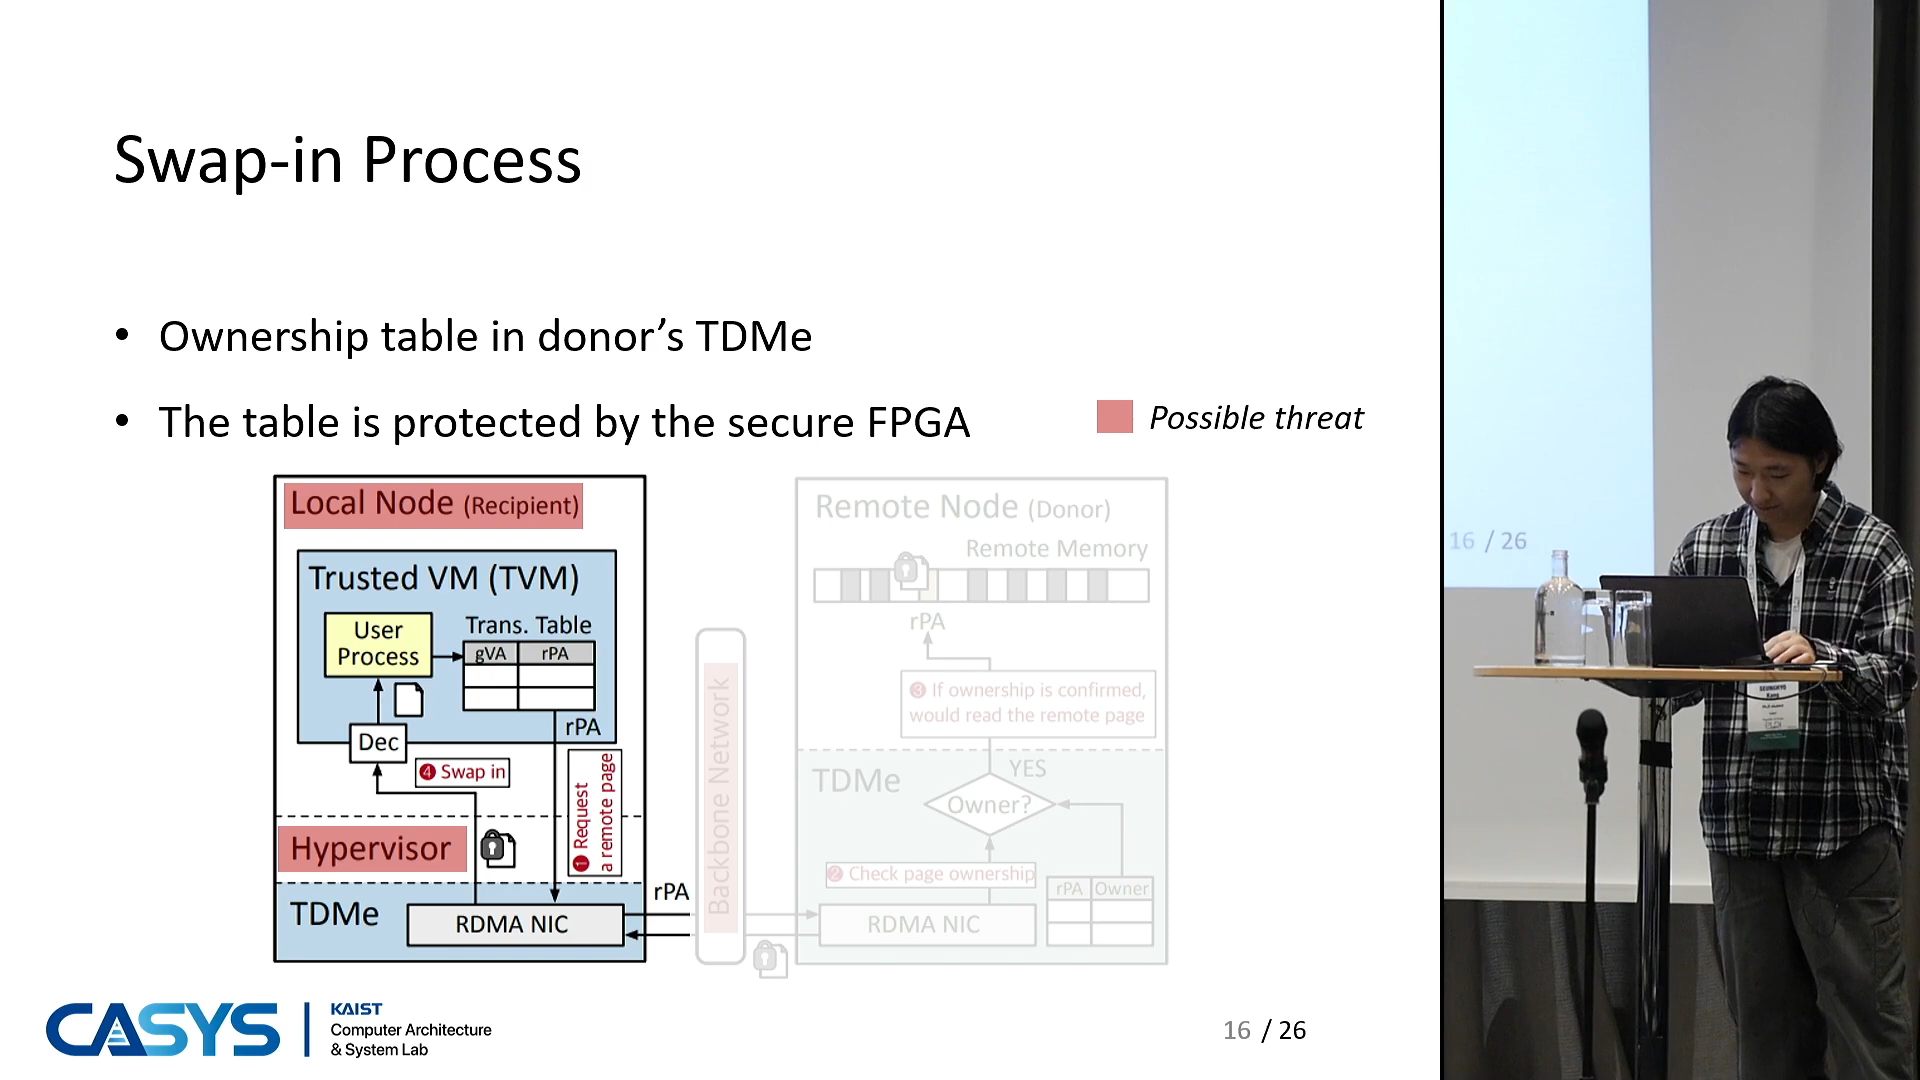 Swap-in Process
• Ownership table in donor’s TDMe
• The table is protected by the secure FPGA
Possible threat
Local Node (Recipient)
Trusted VM (TVM)
User
Process
Trans. Table
gVA rPA
rPA
Dec
❹ Swap in
❶ Request
a remote page
Hypervisor
TDMe
RDMA NIC
rPA
Backbone Network
Remote Node (Donor)
Remote Memory
rPA
❸ If ownership is confirmed,
would read the remote page
TDMe
YES
Owner?
❷ Check page ownership
rPA Owner
RDMA NIC
CASYS
KAIST
Computer Architecture
& System Lab
16 / 26
16 / 26
SEUNGHYO
Kang